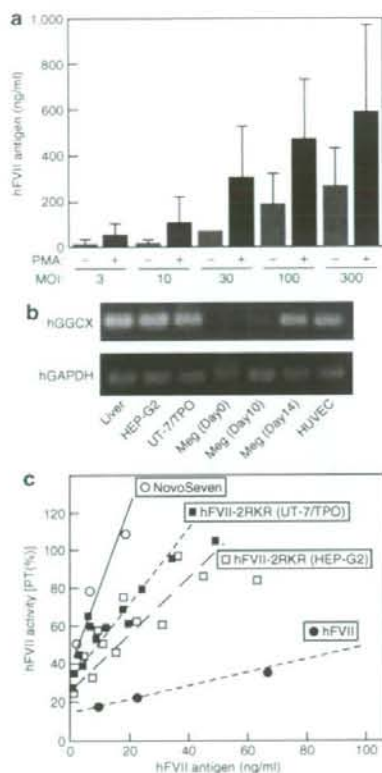 a
hFVII antigen (ng/ml)
1,000
800
600
400
200
0
PMA − + − + − + − + − +
MOI: 3 10 30 100 300
b
hGGCX
hGAPDH
Liver
HEP-G2
UT-7/TPO
Meg (Day0)
Meg (Day10)
Meg (Day14)
HUVEC
c
hFVII activity [PT(%)]
140
120
100
80
60
40
20
0
NovoSeven
hFVII-2RKR (UT-7/TPO)
hFVII-2RKR (HEP-G2)
hFVII
0 20 40 60 80 100
hFVII antigen (ng/ml)